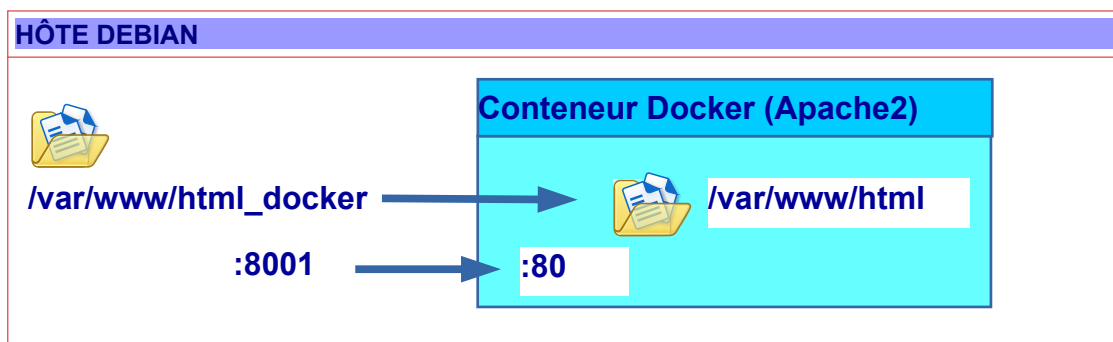 HÔTE DEBIAN
Conteneur Docker (Apache2)
/var/www/html_docker
/var/www/html
:8001
:80